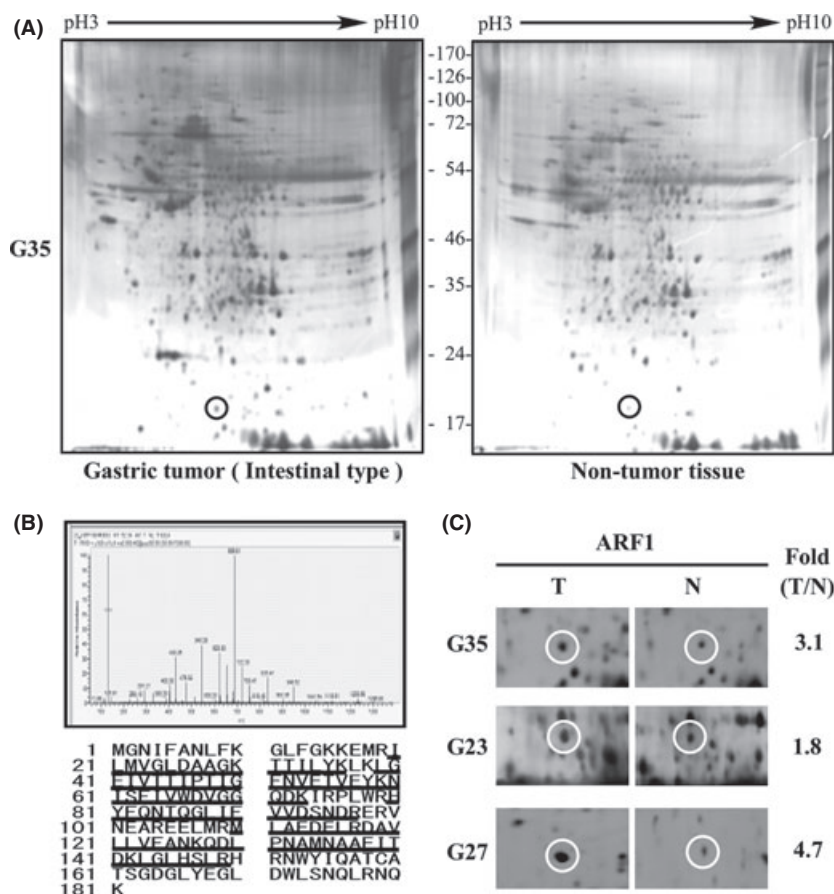 (A)
pH3 pH10 pH3 pH10
-170-
-126-
-100-
- 72 -
- 54 -
- 46 -
G35
- 35 -
- 24 -
- 17-
Gastric tumor ( Intestinal type ) Non-tumor tissue
(B)
1 MGNIFANLFK GLFGKKEMRI
21 LMVGLDAAGK TTILYKLKLG
41 EIVTTIPTIG FNVETVEYKN
61 ISFTVWDVGG QDKIRPLWRH
81 YFQNTQGLIF VVDSNDRERV
101 NEAREELMRM LAEDELRDAV
121 LLVFANKQDL PNAMNAAEIT
141 DKLGLHSLRH RNWYIQATCA
161 TSGDGLYEGL DWLSNQLRNQ
181 K
(C)
ARF1 Fold
T N (T/N)
G35 3.1
G23 1.8
G27 4.7